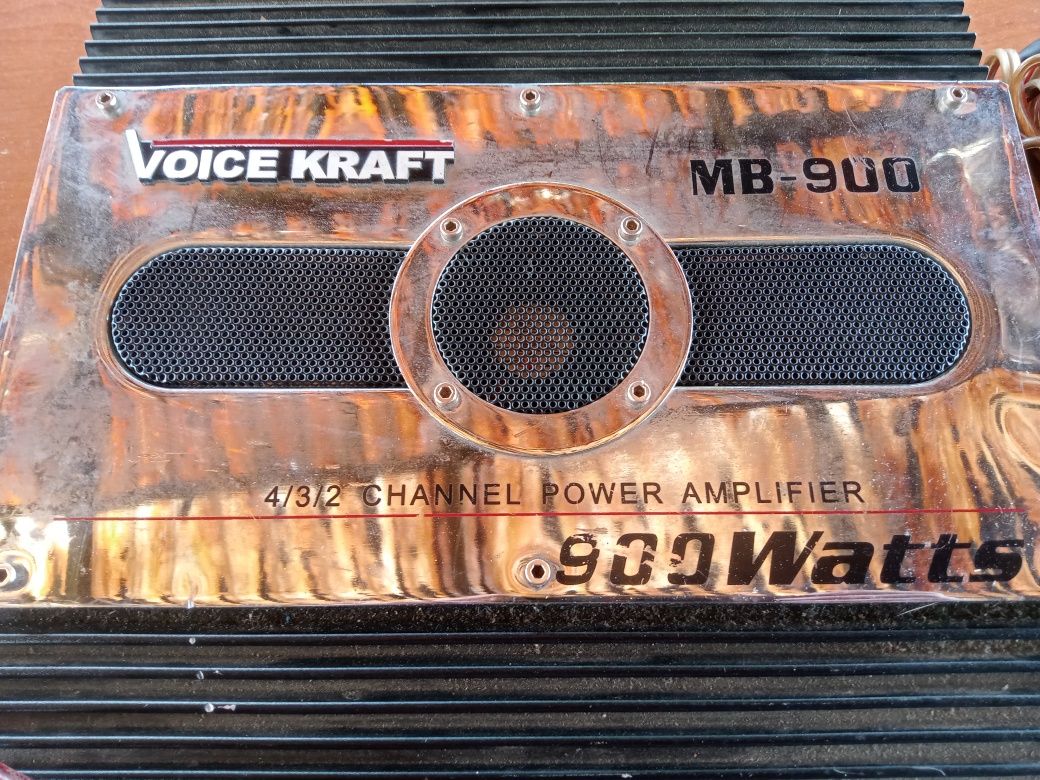 VOICE KRAFT
MB-900
4/3/2 CHANNEL POWER AMPLIFIER
900Watts